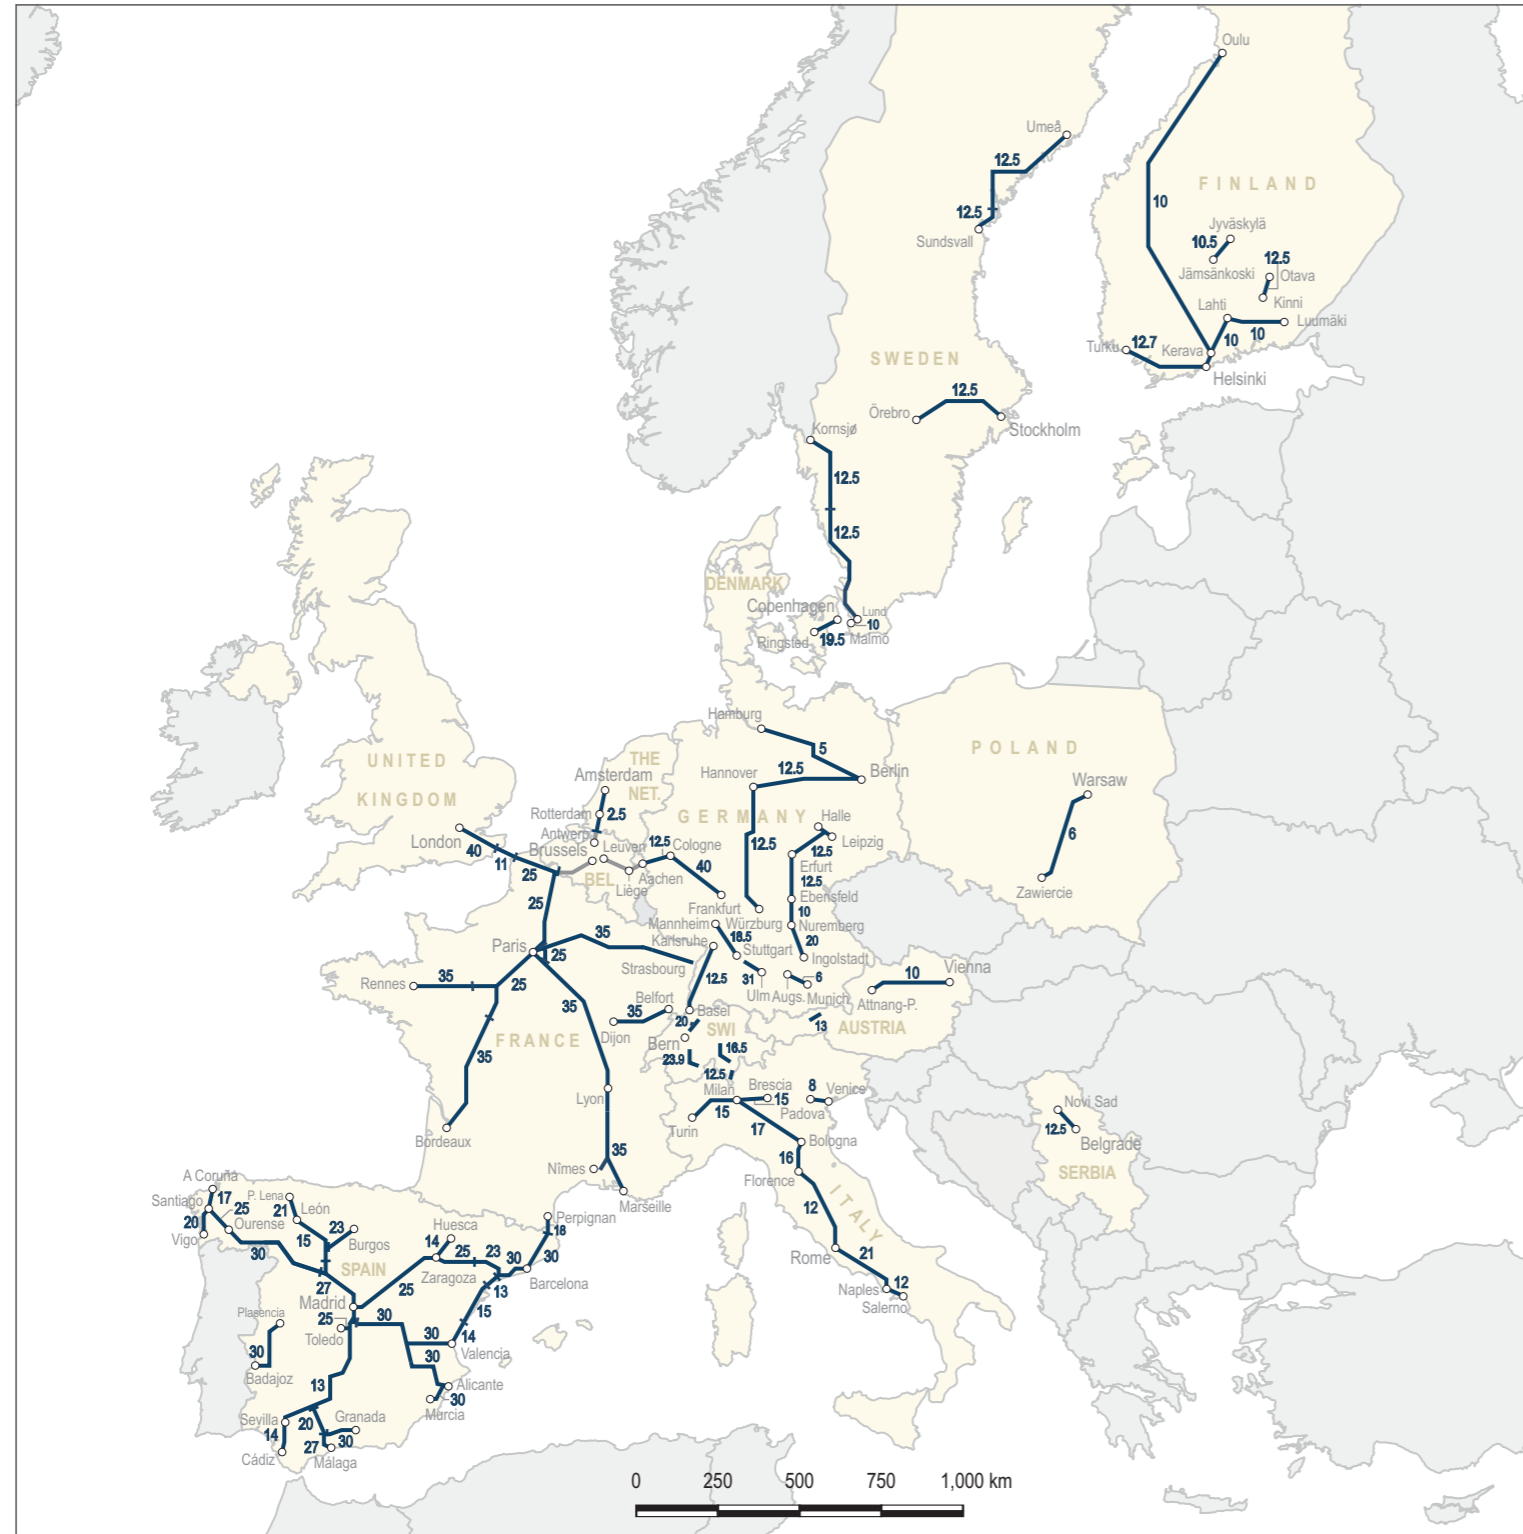 Oulu
Umeå
12.5
FINLAND
10
12.5
Sundsvall
Jyväskylä
10.5
12.5
Jämsänkoski
Otava
Kinni
Lahti
Luumäki
10
10
Turku
12.7
Kerava
Helsinki
SWEDEN
12.5
Örebro
Stockholm
Kornsjø
12.5
12.5
DENMARK
Copenhagen
Lund
10
Ringsted
19.5
Malmö
Hamburg
5
POLAND
UNITED
KINGDOM
THE
NET.
Amsterdam
Hannover
12.5
Berlin
Warsaw
Rotterdam
2.5
GERMANY
Halle
London
40
Antwerp
Brussels
Leuven
12.5
Cologne
12.5
Leipzig
12.5
6
11
25
BEL.
Liège
Aachen
40
Erfurt
12.5
Ebensfeld
Zawiercie
25
Frankfurt
Würzburg
10
Mannheim
Nuremberg
Paris
35
Karlsruhe
18.5
20
25
Strasbourg
Stuttgart
Ingolstadt
Rennes
35
25
12.5
31
6
10
Vienna
35
Ulm
Augs.
Munich
Attnang-P.
Belfort
35
Basel
Dijon
20
SWI
13
AUSTRIA
FRANCE
Bern
16.5
35
23.9
12.5
Milan
Brescia
15
8
Venice
Padova
Lyon
15
Turin
17
Novi Sad
12.5
Belgrade
Bordeaux
35
Bologna
16
SERBIA
Nîmes
Florence
Marseille
ITALY
12
A Coruña
17
P. Lena
Santiago
25
21
León
20
Ourense
23
Huesca
Perpignan
18
Vigo
15
Burgos
14
30
SPAIN
25
23
30
30
Rome
21
Zaragoza
Barcelona
27
25
13
Naples
12
Salerno
Madrid
15
Plasencia
25
30
Toledo
30
14
Valencia
30
30
Badajoz
13
Alicante
30
Murcia
Sevilla
20
Granada
14
27
30
Cádiz
Málaga
0
250
500
750
1,000 km